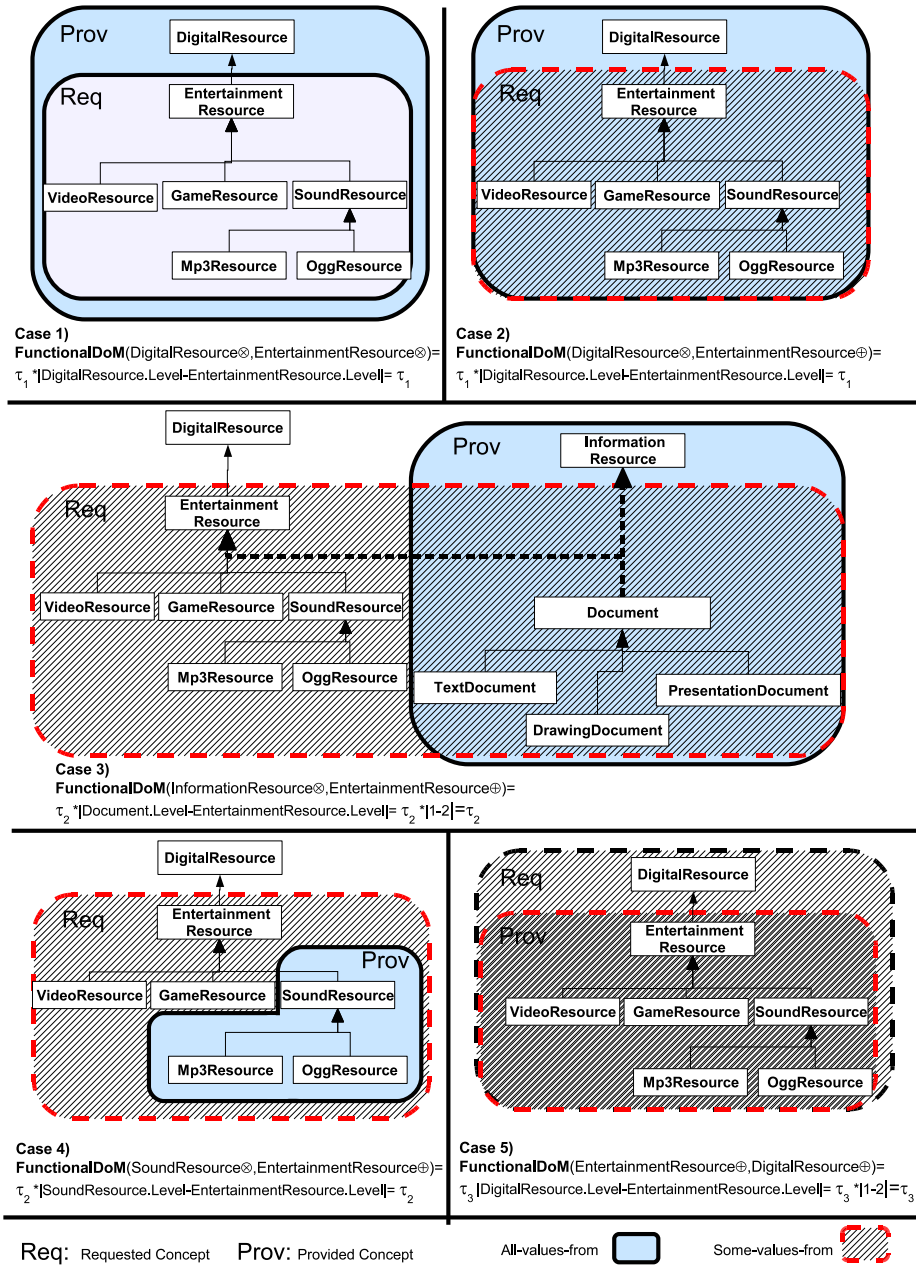 Prov
DigitalResource
Req
Entertainment
Resource
VideoResource
GameResource
SoundResource
Mp3Resource
OggResource
Case 1)
FunctionalDoM(DigitalResource⊗,EntertainmentResource⊗)=
τ1 *|DigitalResource.Level-EntertainmentResource.Level|= τ1
Prov
DigitalResource
Req
Entertainment
Resource
VideoResource
GameResource
SoundResource
Mp3Resource
OggResource
Case 2)
FunctionalDoM(DigitalResource⊗,EntertainmentResource⊕)=
τ1 *|DigitalResource.Level-EntertainmentResource.Level|= τ1
DigitalResource
Prov
Information
Resource
Req
Entertainment
Resource
VideoResource
GameResource
SoundResource
Document
Mp3Resource
OggResource
TextDocument
PresentationDocument
DrawingDocument
Case 3)
FunctionalDoM(InformationResource⊗,EntertainmentResource⊕)=
τ2 *|Document.Level-EntertainmentResource.Level|= τ2 *|1-2|=τ2
DigitalResource
Req
Entertainment
Resource
Prov
VideoResource
GameResource
SoundResource
Mp3Resource
OggResource
Case 4)
FunctionalDoM(SoundResource⊗,EntertainmentResource⊕)=
τ2 *|SoundResource.Level-EntertainmentResource.Level|= τ2
Req
DigitalResource
Prov
Entertainment
Resource
VideoResource
GameResource
SoundResource
Mp3Resource
OggResource
Case 5)
FunctionalDoM(EntertainmentResource⊕,DigitalResource⊕)=
τ3 |DigitalResource.Level-EntertainmentResource.Level|= τ3 *|1-2|=τ3
Req: Requested Concept Prov: Provided Concept All-values-from Some-values-from